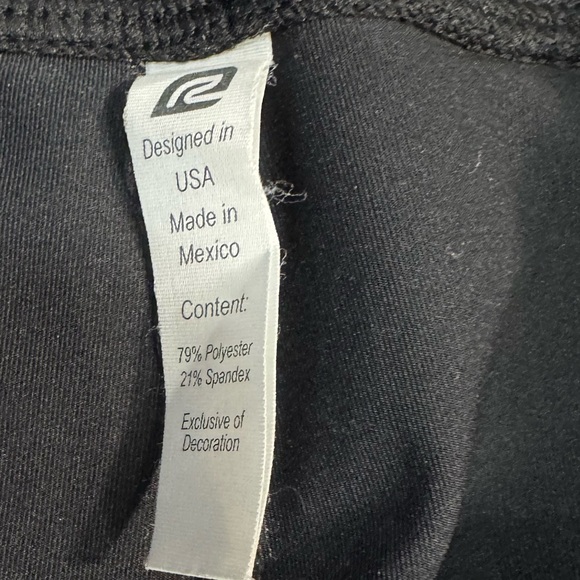 Designed in
USA
Made in
Mexico
Content:
79% Polyester
21% Spandex
Exclusive of
Decoration